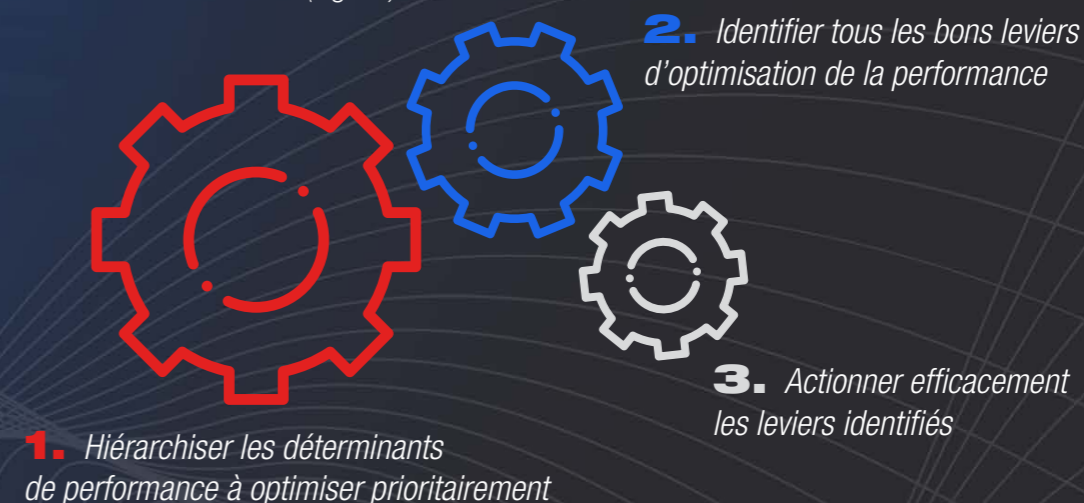 2. Identifier tous les bons leviers
d’optimisation de la performance
3. Actionner efficacement
les leviers identifiés
1. Hiérarchiser les déterminants
de performance à optimiser prioritairement